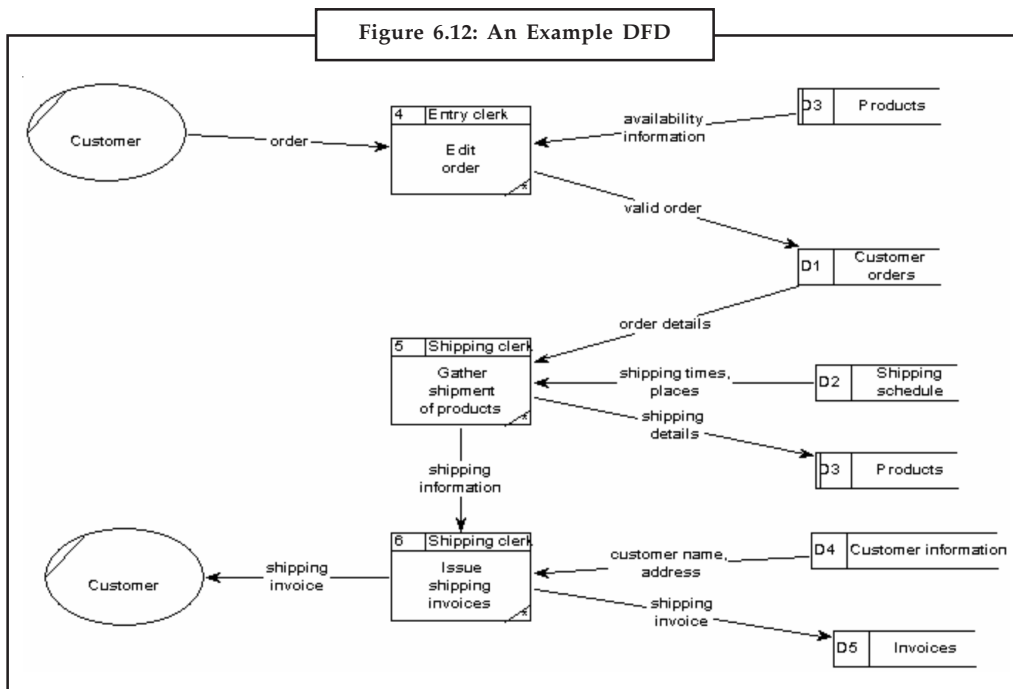 Figure 6.12: An Example DFD
Customer
order
4 Entry clerk
Edit
order
*
availability
information
D3 Products
valid order
D1 Customer
orders
order details
5 Shipping clerk
Gather
shipment
of products
*
shipping times,
places
D2 Shipping
schedule
shipping
details
D3 Products
shipping
information
6 Shipping clerk
Issue
shipping
invoices
*
customer name,
address
D4 Customer information
shipping
invoice
Customer
shipping
invoice
D5 Invoices